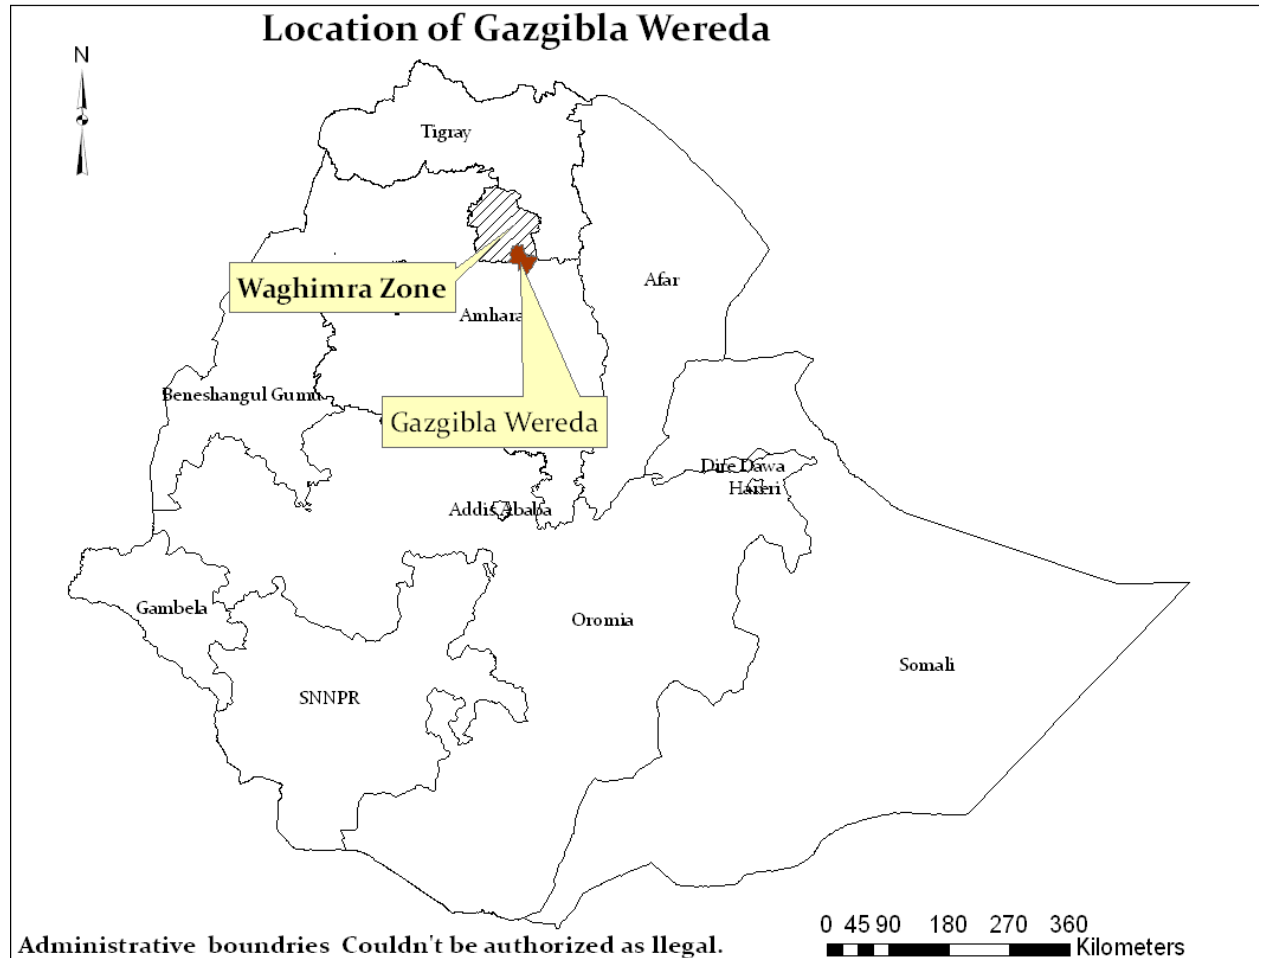 Location of Gazgibla Wereda
N
Tigray
Afar
Waghimra Zone
Amhara
Beneshangul Gumu
Gazgibla Wereda
Dire Dawa
Hareri
Addis Ababa
Gambela
Oromia
Somali
SNNPR
0 45 90 180 270 360
Kilometers
Administrative boundries Couldn't be authorized as llegal.